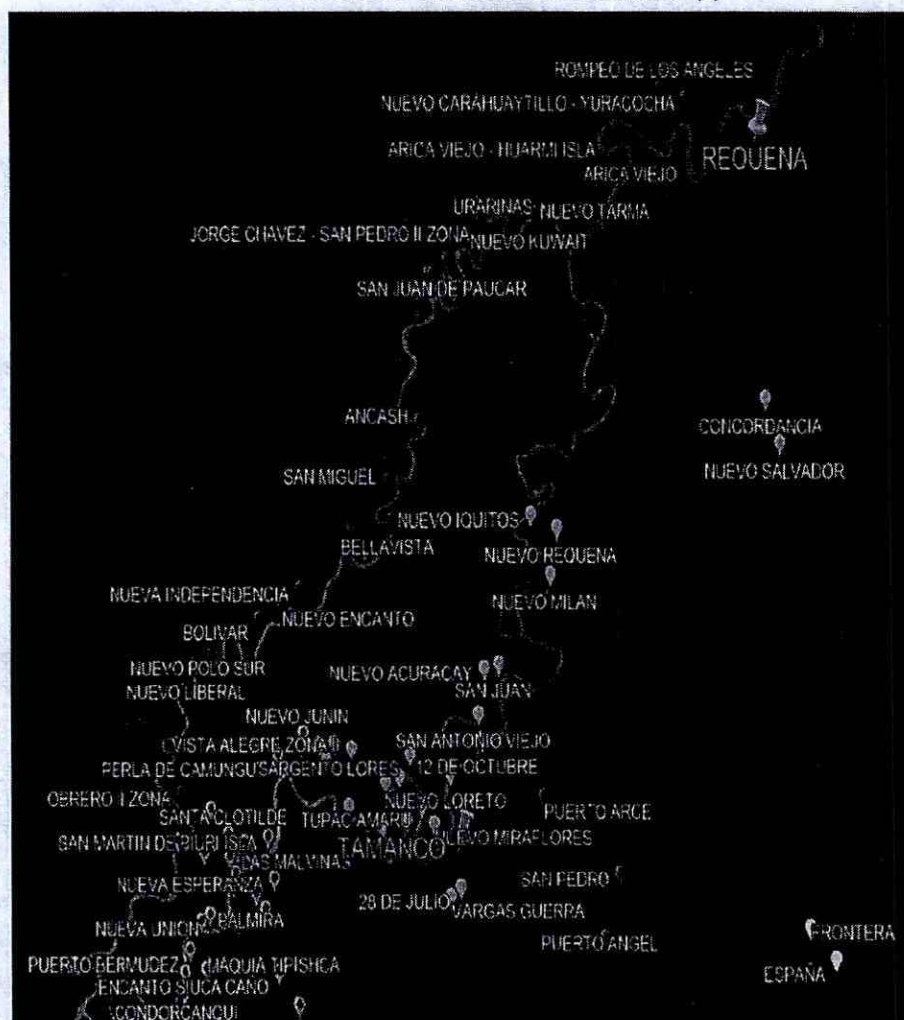 ROMPEO DE LOS ANGELES
NUEVO CARAHUAYTILLO - YURACOCHA
REQUENA
ARICA VIEJO - HUARMI ISLA
ARICA VIEJO
URARINAS
NUEVO TARMA
JORGE CHAVEZ - SAN PEDRO II ZONA
NUEVO KUWAIT
SAN JUAN DE PAUCAR
ANCASH
CONCORDANCIA
SAN MIGUEL
NUEVO SALVADOR
NUEVO IQUITOS
BELLAVISTA
NUEVO REQUENA
NUEVA INDEPENDENCIA
NUEVO MILAN
NUEVO ENCANTO
BOLIVAR
NUEVO POLO SUR
NUEVO ACURACAY
NUEVO LIBERAL
SAN JUAN
NUEVO JUNIN
VISTA ALEGRE ZONA
SAN ANTONIO VIEJO
PERLA DE CAMUNGU
SARGENTO LORES
12 DE OCTUBRE
OBRERO II ZONA
NUEVO LORETO
SANTA CLOTILDE
TUPAC AMARU
PUERTO ARCE
SAN MARTIN DE
ISLA
TAMANCO
NUEVO MIRAFLORES
MALVINAS
NUEVA ESPERANZA
SAN PEDRO
28 DE JULIO
VARGAS GUERRA
NUEVA UNION
PALMIRA
FRONTERA
PUERTO ANGEL
PUERTO BERMUDEZ
MAQUIA TIPISHCA
ESPAÑA
ENCANTO SIUCA CAÑO
CONDORCANQUI